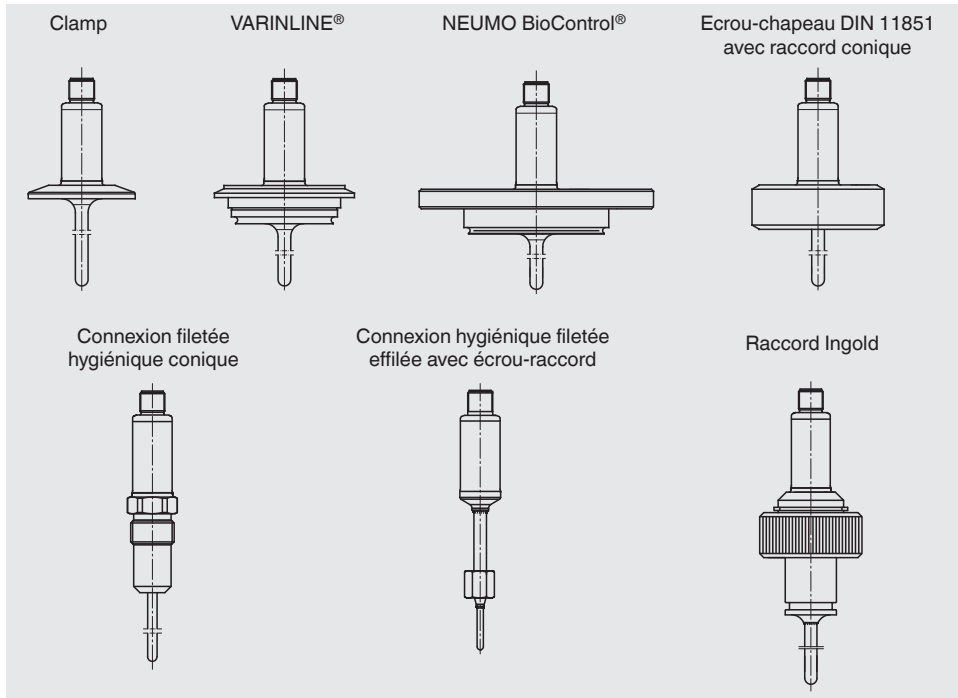 Clamp
VARINLINE®
NEUMO BioControl®
Ecrou-chapeau DIN 11851
avec raccord conique
Connexion filetée
hygiénique conique
Connexion hygiénique filetée
effilée avec écrou-raccord
Raccord Ingold